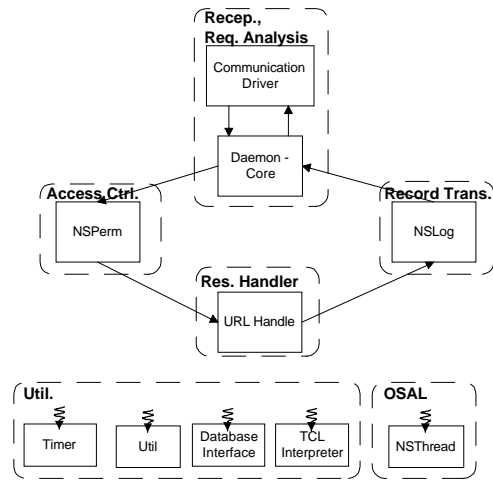 Recep.,
Req. Analysis
Communication
Driver
Daemon -
Core
Access Ctrl.
NSPerm
Record Trans.
NSLog
Res. Handler
URL Handle
Util.
Timer
Util
Database
Interface
TCL
Interpreter
OSAL
NSThread